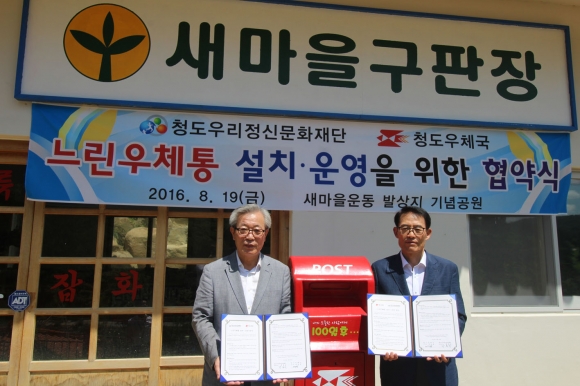 새마을구판장
청도우리정신문화재단 청도우체국
느린우체통 설치·운영을 위한 협약식
2016. 8. 19(금) 새마을운동 발상지 기념공원
잡 화
ADT
POST
100일 후...